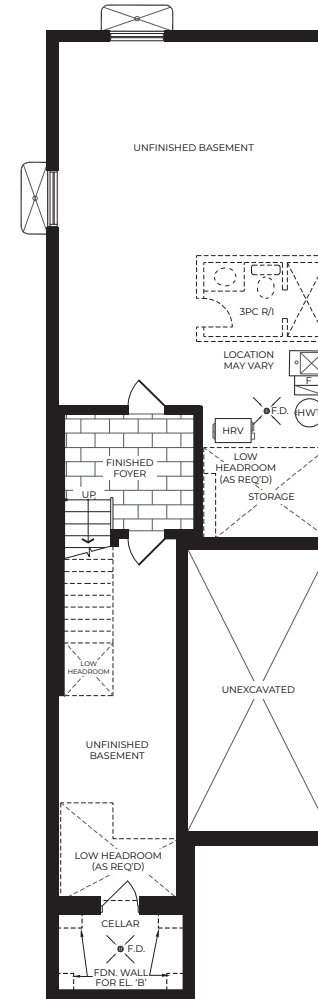 UNFINISHED BASEMENT
3PC R/I
LOCATION
MAY VARY
F
HWT
F.D.
HRV
LOW
HEADROOM
(AS REQ'D)
STORAGE
FINISHED
FOYER
UP
LOW
HEADROOM
UNEXCAVATED
UNFINISHED
BASEMENT
LOW HEADROOM
(AS REQ'D)
CELLAR
F.D.
FDN. WALL
FOR EL. 'B'